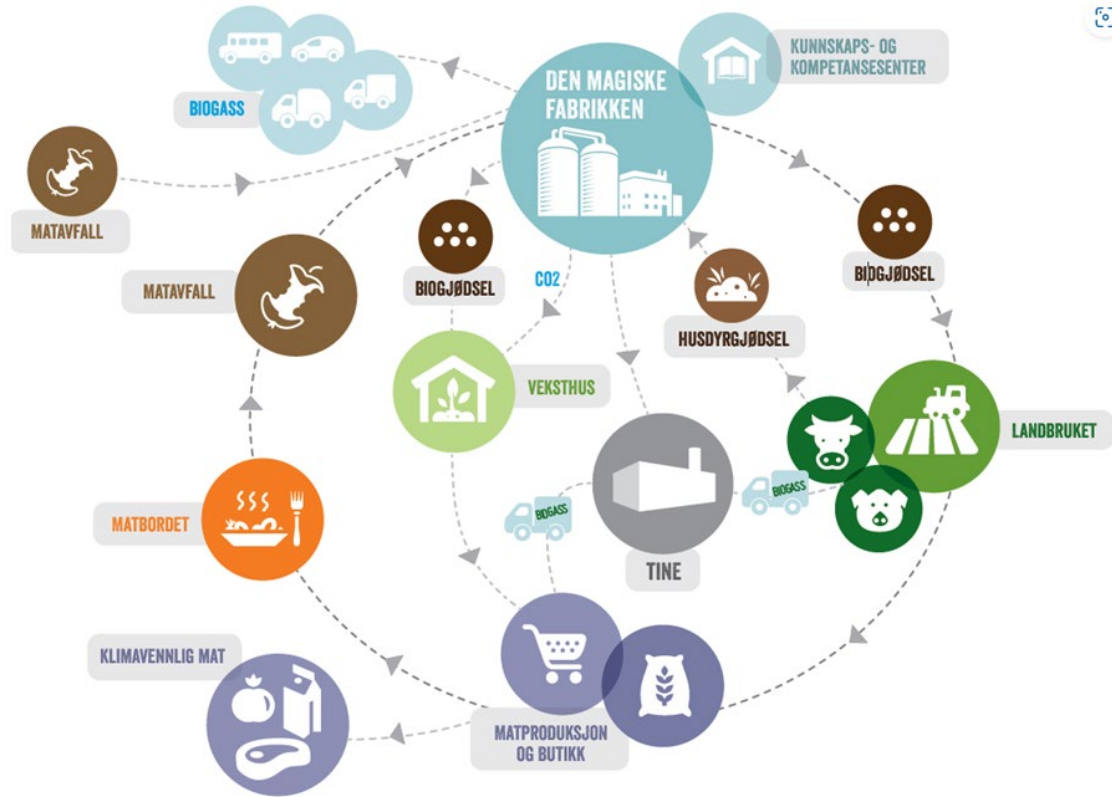 KUNNSKAPS- OG
KOMPETANSESENTER
DEN MAGISKE
FABRIKKEN
BIOGASS
MATAVFALL
MATAVFALL
BIOGJØDSEL
CO2
BIOGJØDSEL
HUSDYRGJØDSEL
VEKSTHUS
LANDBRUKET
BIOGASS
BIOGASS
MATBORDET
TINE
KLIMAVENNLIG MAT
MATPRODUKSJON
OG BUTIKK